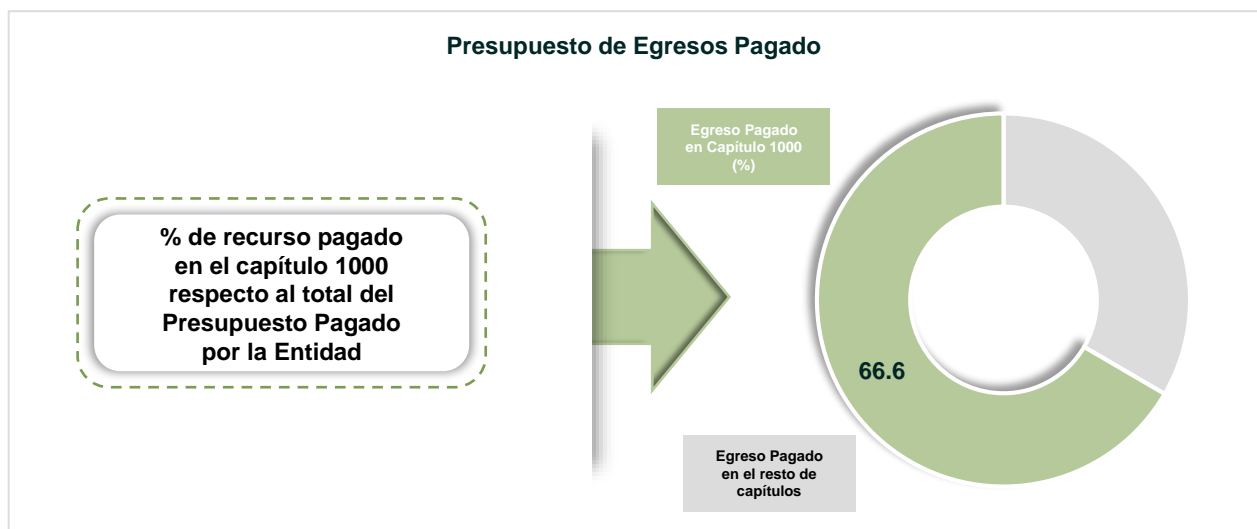 Presupuesto de Egresos Pagado
Egreso Pagado
en Capítulo 1000
(%)
% de recurso pagado
en el capítulo 1000
respecto al total del
Presupuesto Pagado
por la Entidad
66.6
Egreso Pagado
en el resto de
capítulos